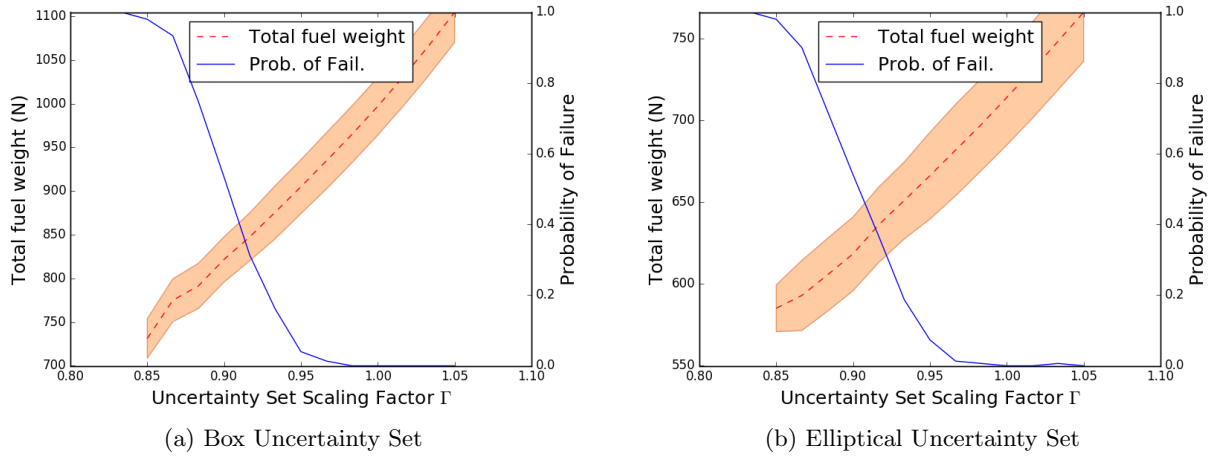 1100
1050
1000
950
900
850
800
750
700
Total fuel weight (N)
Total fuel weight
Prob. of Fail.
1.0
0.8
0.6
0.4
0.2
0.0
Probability of Failure
0.80 0.85 0.90 0.95 1.00 1.05 1.10
Uncertainty Set Scaling Factor Γ
(a) Box Uncertainty Set
750
700
650
600
550
Total fuel weight (N)
Total fuel weight
Prob. of Fail.
1.0
0.8
0.6
0.4
0.2
0.0
Probability of Failure
0.80 0.85 0.90 0.95 1.00 1.05 1.10
Uncertainty Set Scaling Factor Γ
(b) Elliptical Uncertainty Set